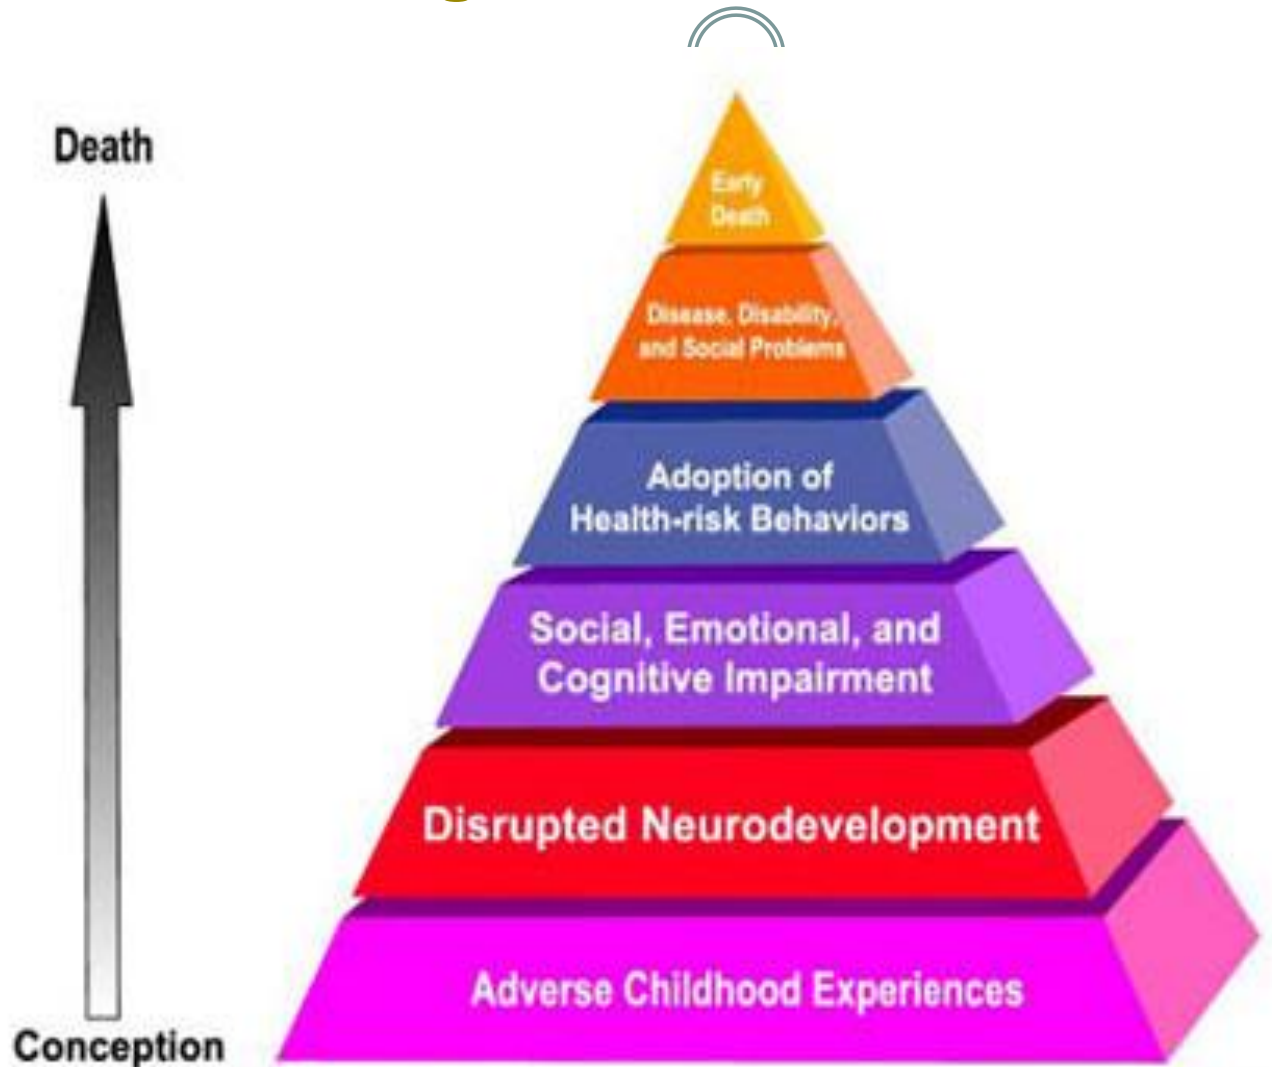 Death
Early
Death
Disease, Disability,
and Social Problems
Adoption of
Health-risk Behaviors
Social, Emotional, and
Cognitive Impairment
Disrupted Neurodevelopment
Adverse Childhood Experiences
Conception